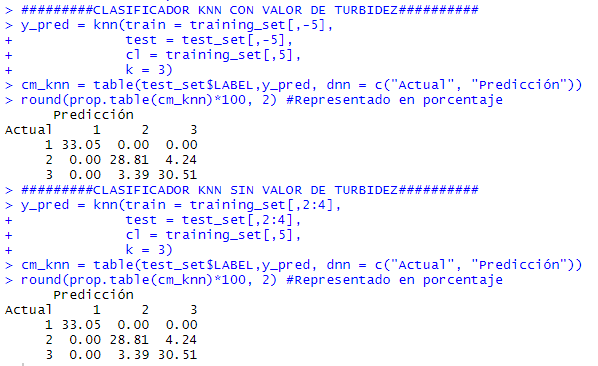 > #########CLASIFICADOR KNN CON VALOR DE TURBIDEZ##########
> y_pred = knn(train = training_set[,-5],
+              test = test_set[,-5],
+              cl = training_set[,5],
+              k = 3)
> cm_knn = table(test_set$LABEL,y_pred, dnn = c("Actual", "Predicción"))
> round(prop.table(cm_knn)*100, 2) #Representado en porcentaje
      Predicción
Actual     1     2     3
     1 33.05  0.00  0.00
     2  0.00 28.81  4.24
     3  0.00  3.39 30.51
> #########CLASIFICADOR KNN SIN VALOR DE TURBIDEZ##########
> y_pred = knn(train = training_set[,2:4],
+              test = test_set[,2:4],
+              cl = training_set[,5],
+              k = 3)
> cm_knn = table(test_set$LABEL,y_pred, dnn = c("Actual", "Predicción"))
> round(prop.table(cm_knn)*100, 2) #Representado en porcentaje
      Predicción
Actual     1     2     3
     1 33.05  0.00  0.00
     2  0.00 28.81  4.24
     3  0.00  3.39 30.51